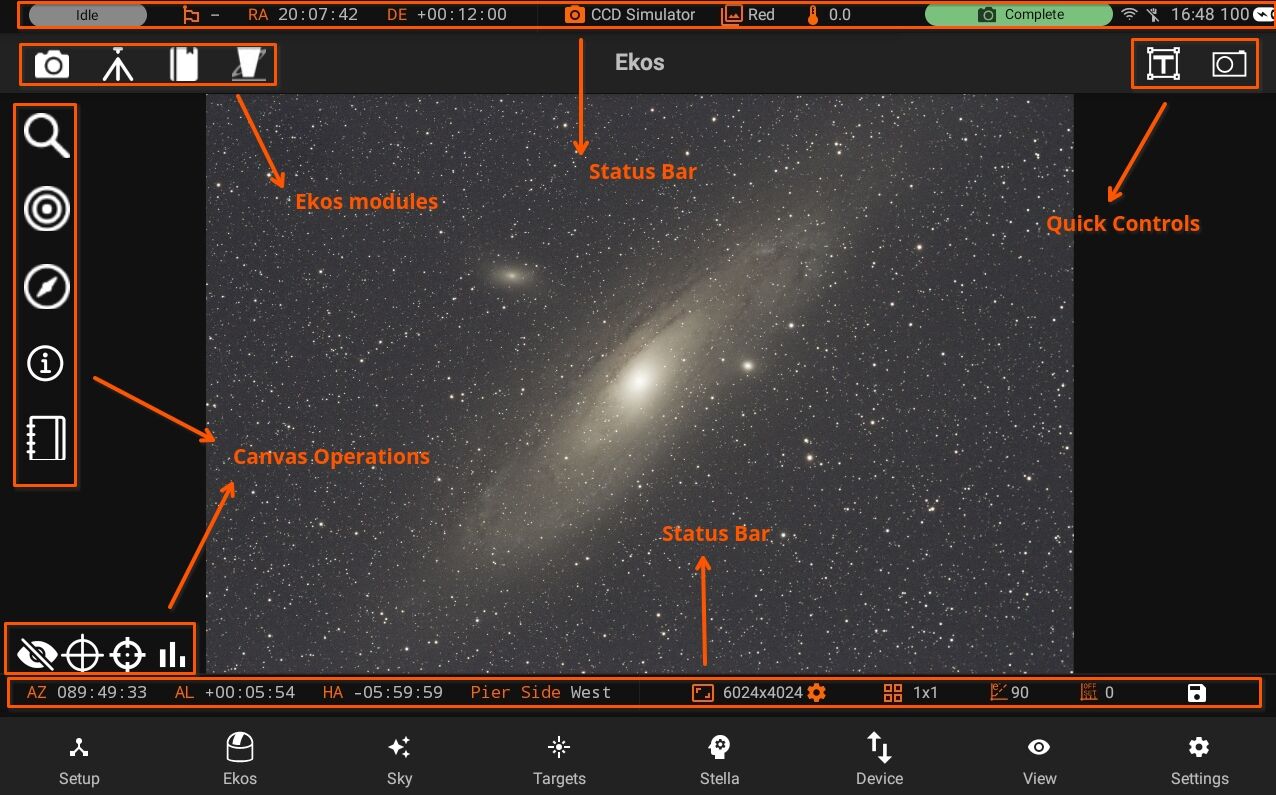 Idle – RA 20:07:42 DE +00:12:00 CCD Simulator Red 0.0 Complete 16:48 100
Ekos
T
Status Bar
Ekos modules
Quick Controls
Canvas Operations
Status Bar
AZ 089:49:33 AL +00:05:54 HA -05:59:59 Pier Side West 6024x4024 1x1 e/ 90 OFF SET 0
Setup Ekos Sky Targets Stella Device View Settings